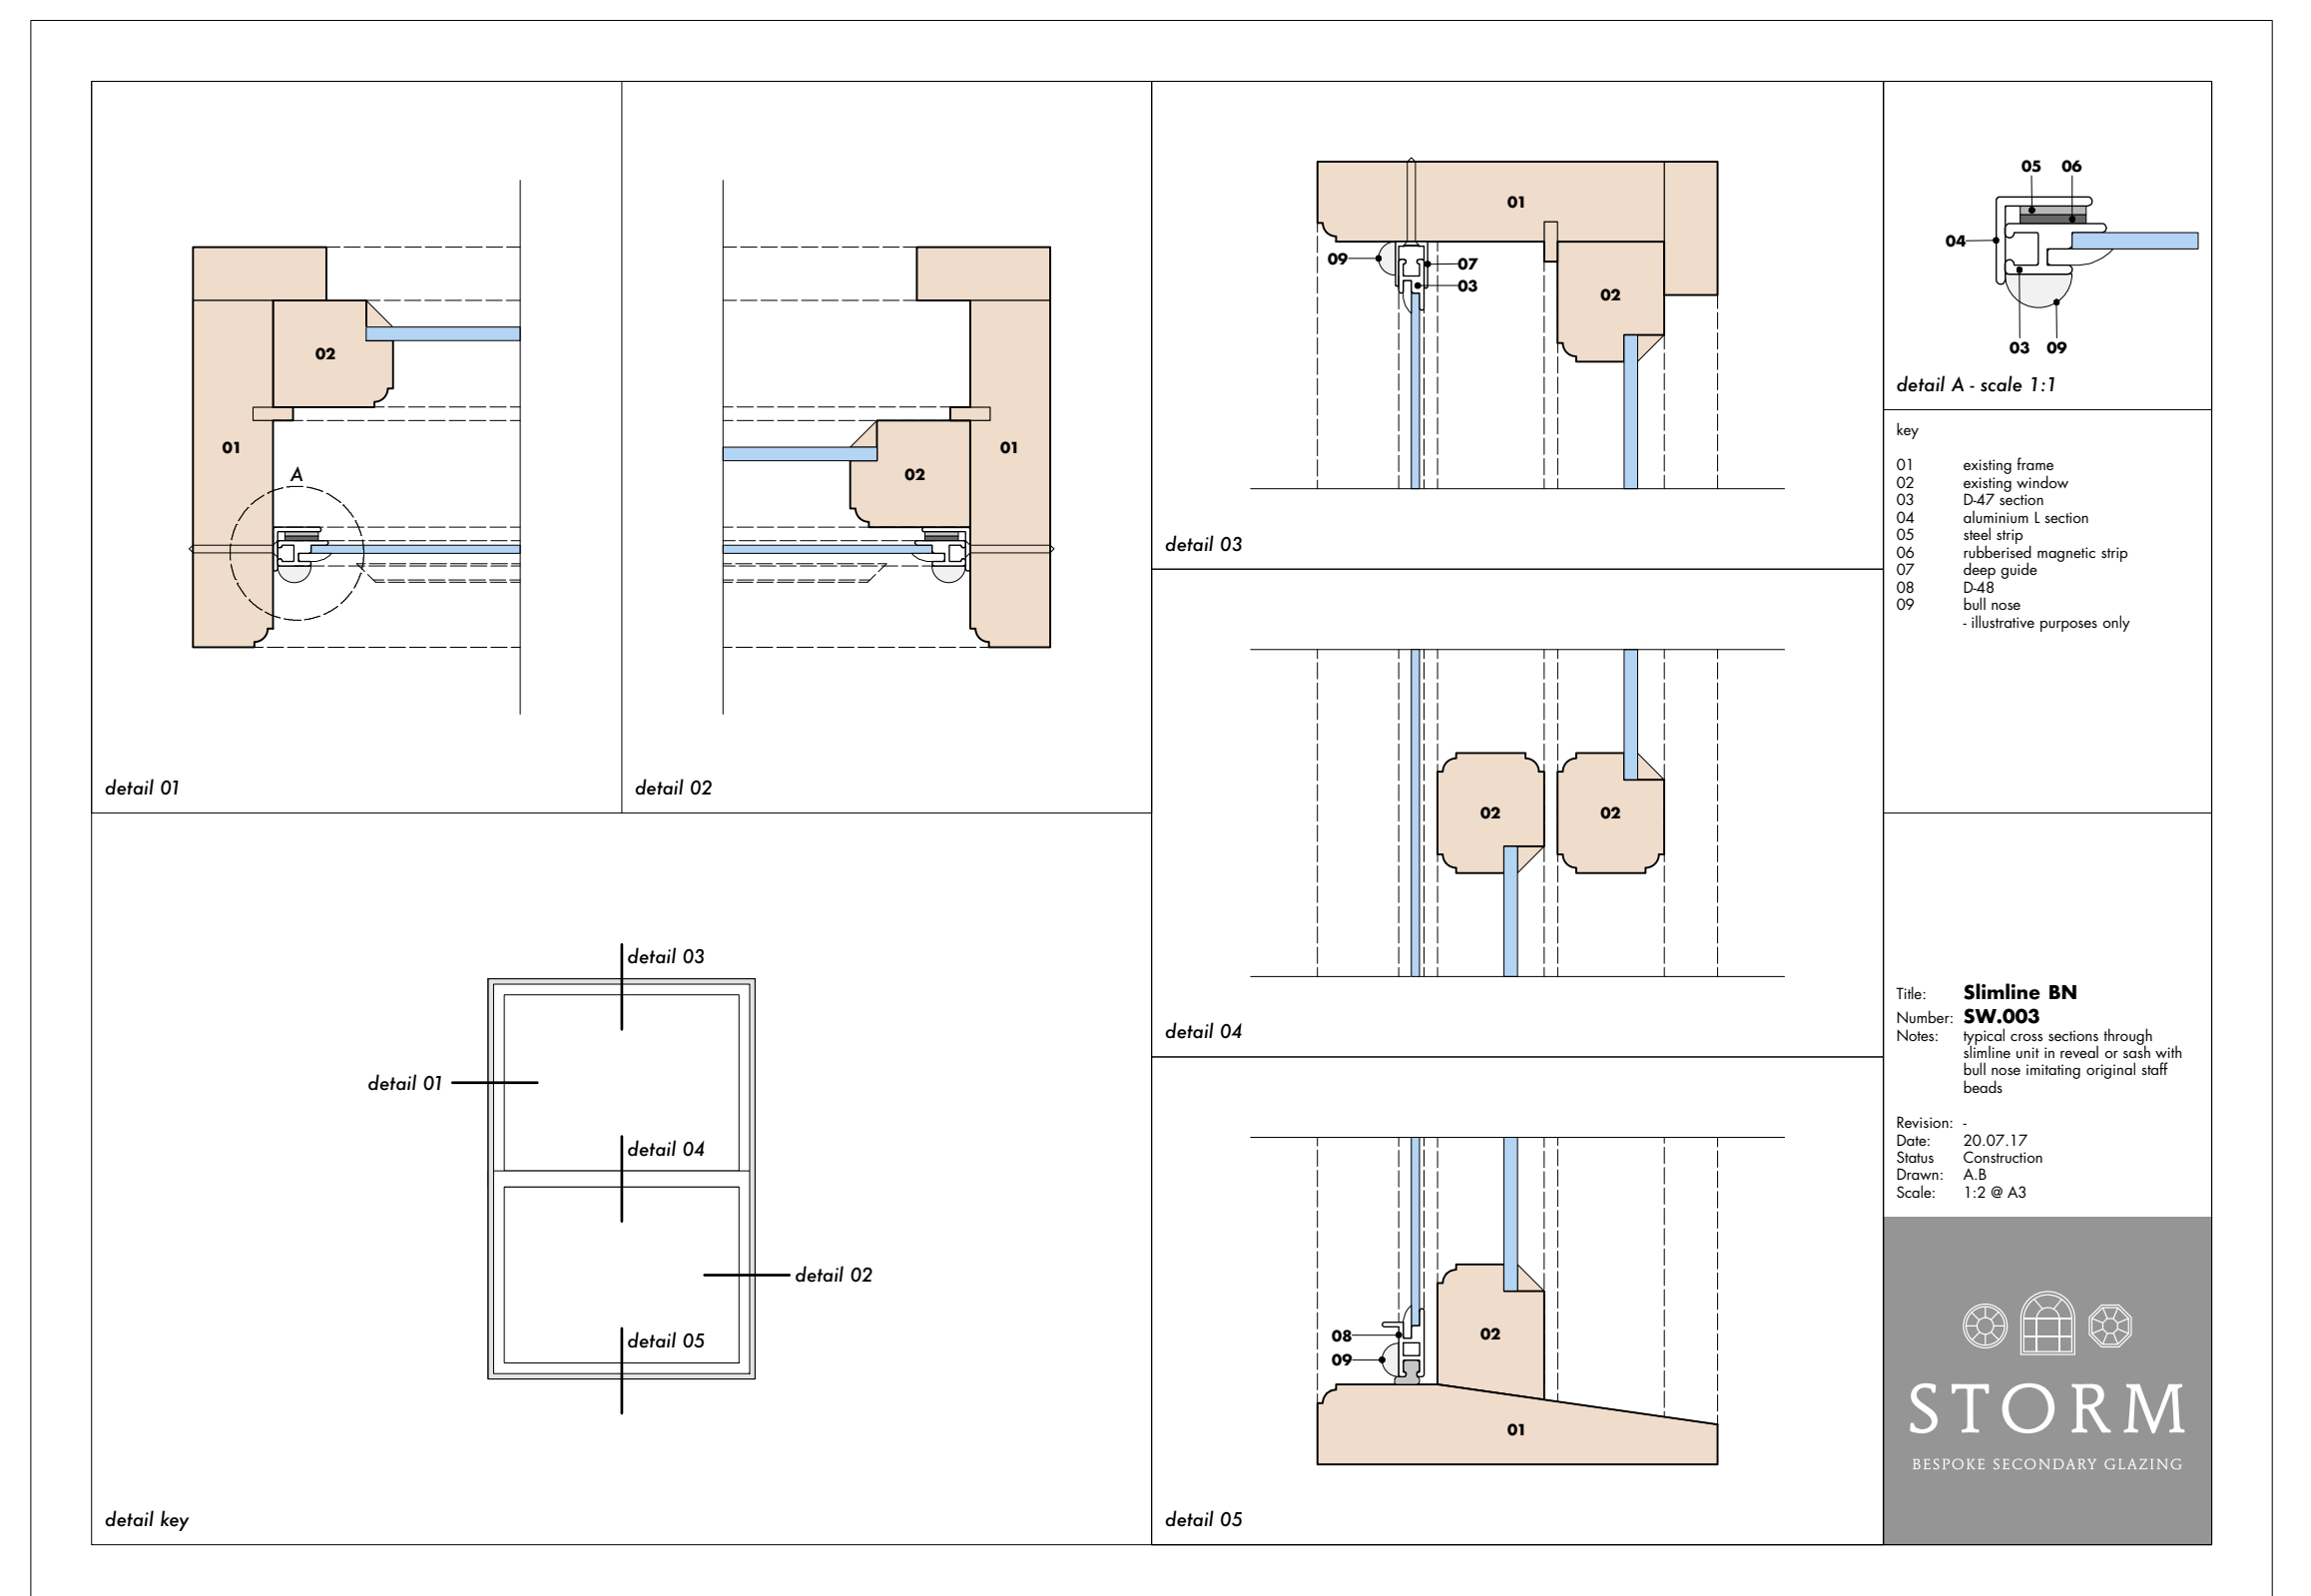 02
01
A
detail 01
02
01
detail 02
01
09
07
03
02
detail 03
05 06
04
03 09
detail A - scale 1:1
key
01 existing frame
02 existing window
03 D-47 section
04 aluminium L section
05 steel strip
06 rubberised magnetic strip
07 deep guide
08 D-48
09 bull nose
- illustrative purposes only
02 02
detail 04
detail 03
detail 01
detail 04
detail 02
detail 05
detail key
08
09
02
01
detail 05
Title: Slimline BN
Number: SW.003
Notes: typical cross sections through
slimline unit in reveal or sash with
bull nose imitating original staff
beads
Revision: -
Date: 20.07.17
Status Construction
Drawn: A.B
Scale: 1:2 @ A3
STORM
BESPOKE SECONDARY GLAZING